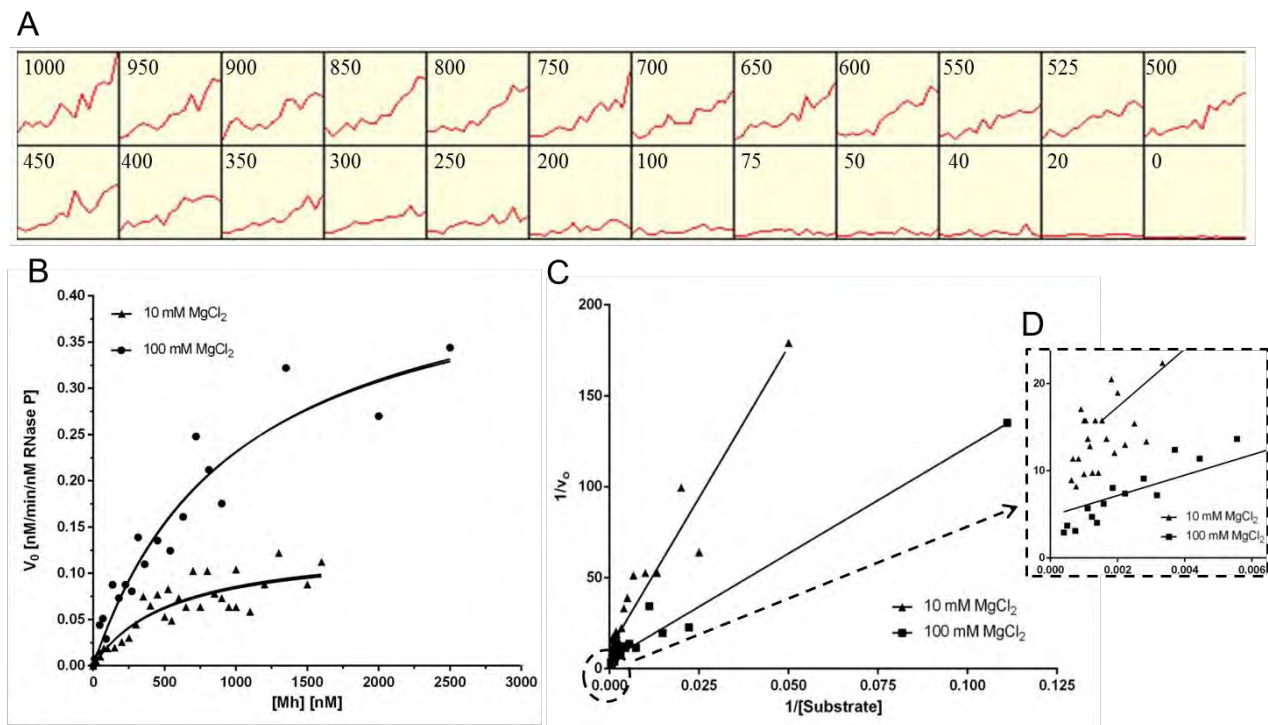 A
1000 950 900 850 800 750 700 650 600 550 525 500
450 400 350 300 250 200 100 75 50 40 20 0
B
V₀ [nM/min/nM RNase P]
0.40
0.35
0.30
0.25
0.20
0.15
0.10
0.05
0.00
10 mM MgCl₂
100 mM MgCl₂
0 500 1000 1500 2000 2500 3000
[Mh] [nM]
C
1/v₀
200
150
100
50
0
10 mM MgCl₂
100 mM MgCl₂
0.000 0.025 0.050 0.075 0.100 0.125
1/[Substrate]
D
20
10
0
10 mM MgCl₂
100 mM MgCl₂
0.000 0.002 0.004 0.006